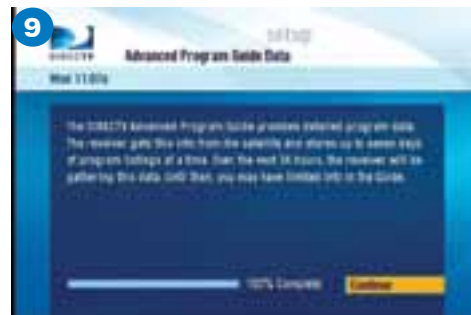 9
setup
DIRECTV
Advanced Program Guide Data
Wed 11:07a
The DIRECTV Advanced Program Guide provides detailed program data.
The receiver gets this info from the satellite and stores up to seven days
of program listings at a time. Over the next hours, the receiver will be
gathering this data. Until then, you may have limited info in the Guide.
100% Complete
Continue